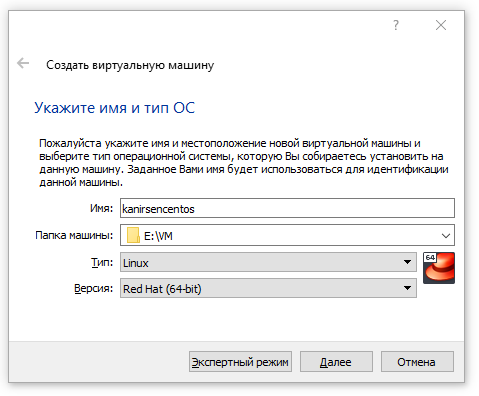 ?
Создать виртуальную машину
Укажите имя и тип ОС
Пожалуйста укажите имя и местоположение новой виртуальной машины и
выберите тип операционной системы, которую Вы собираетесь установить на
данную машину. Заданное Вами имя будет использоваться для идентификации
данной машины.
Имя: kanirsencentos
Папка машины: E:\VM
Тип: Linux
64
Версия: Red Hat (64-bit)
Экспертный режим Далее Отмена